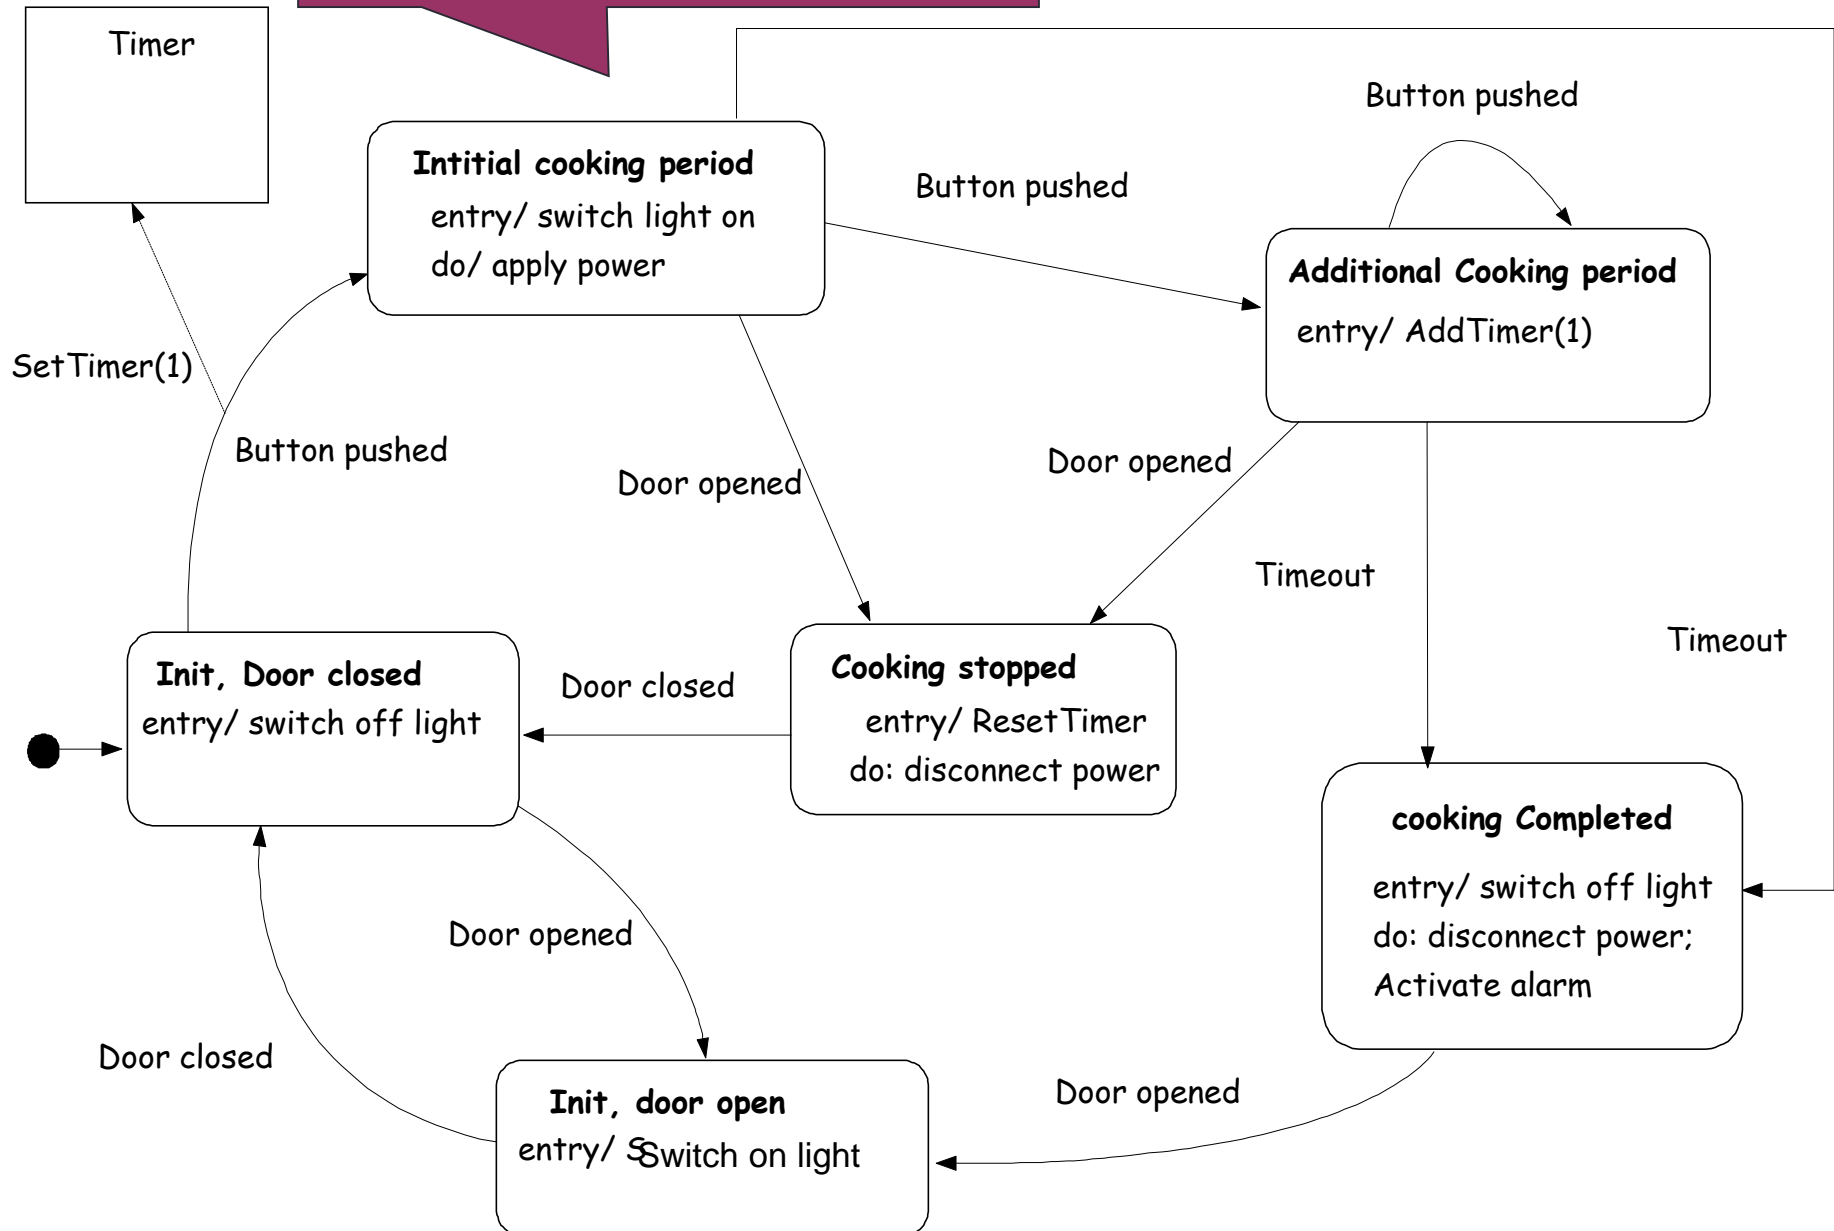 Timer
Button pushed
Intitial cooking period
entry/ switch light on
do/ apply power
Button pushed
Additional Cooking period
entry/ AddTimer(1)
SetTimer(1)
Button pushed
Door opened
Door opened
Timeout
Timeout
Init, Door closed
entry/ switch off light
Door closed
Cooking stopped
entry/ ResetTimer
do: disconnect power
cooking Completed
entry/ switch off light
do: disconnect power;
Activate alarm
Door opened
Door closed
Door opened
Init, door open
entry/ SSwitch on light